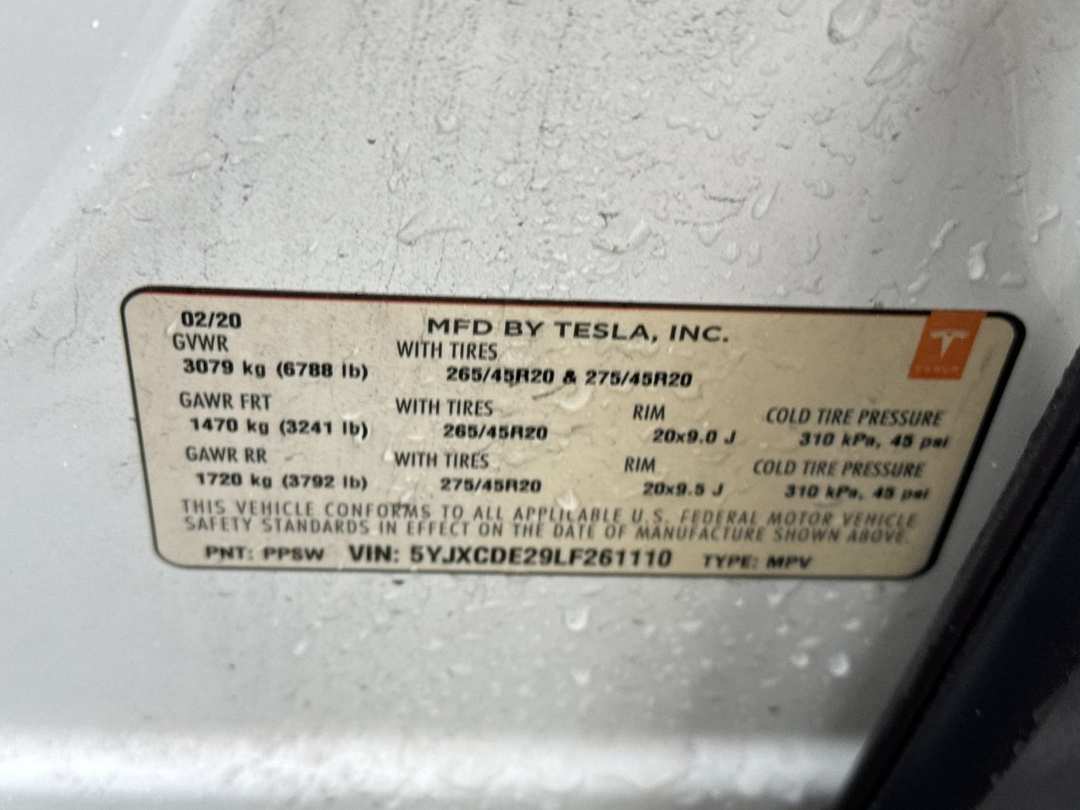 02/20 MFD BY TESLA, INC.
GVWR WITH TIRES
3079 kg (6788 lb) 265/45R20 & 275/45R20
GAWR FRT WITH TIRES RIM COLD TIRE PRESSURE
1470 kg (3241 lb) 265/45R20 20x9.0 J 310 kPa, 45 psi
GAWR RR WITH TIRES RIM COLD TIRE PRESSURE
1720 kg (3792 lb) 275/45R20 20x9.5 J 310 kPa, 45 psi
THIS VEHICLE CONFORMS TO ALL APPLICABLE U.S. FEDERAL MOTOR VEHICLE
SAFETY STANDARDS IN EFFECT ON THE DATE OF MANUFACTURE SHOWN ABOVE.
PNT: PPSW VIN: 5YJXCDE29LF261110 TYPE: MPV
TESLA